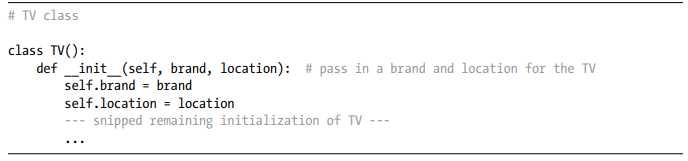 # TV class
class TV():
    def __init__(self, brand, location):  # pass in a brand and location for the TV
        self.brand = brand
        self.location = location
        --- snipped remaining initialization of TV ---
        ...